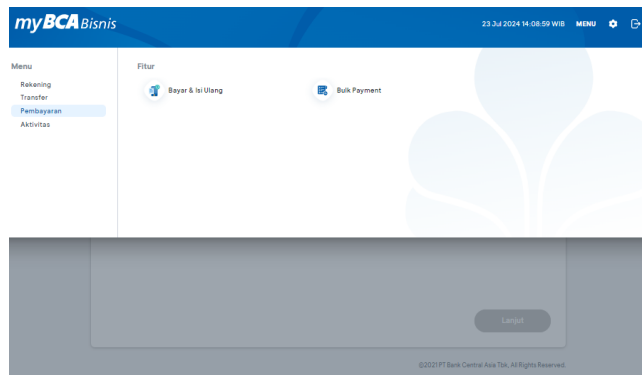 myBCA Bisnis
23 Jul 2024 14:08:59 WIB MENU
Menu
Fitur
Rekening
Transfer
Pembayaran
Aktivitas
Bayar & Isi Ulang
Bulk Payment
Lanjut
©2021 PT Bank Central Asia Tbk, All Rights Reserved.